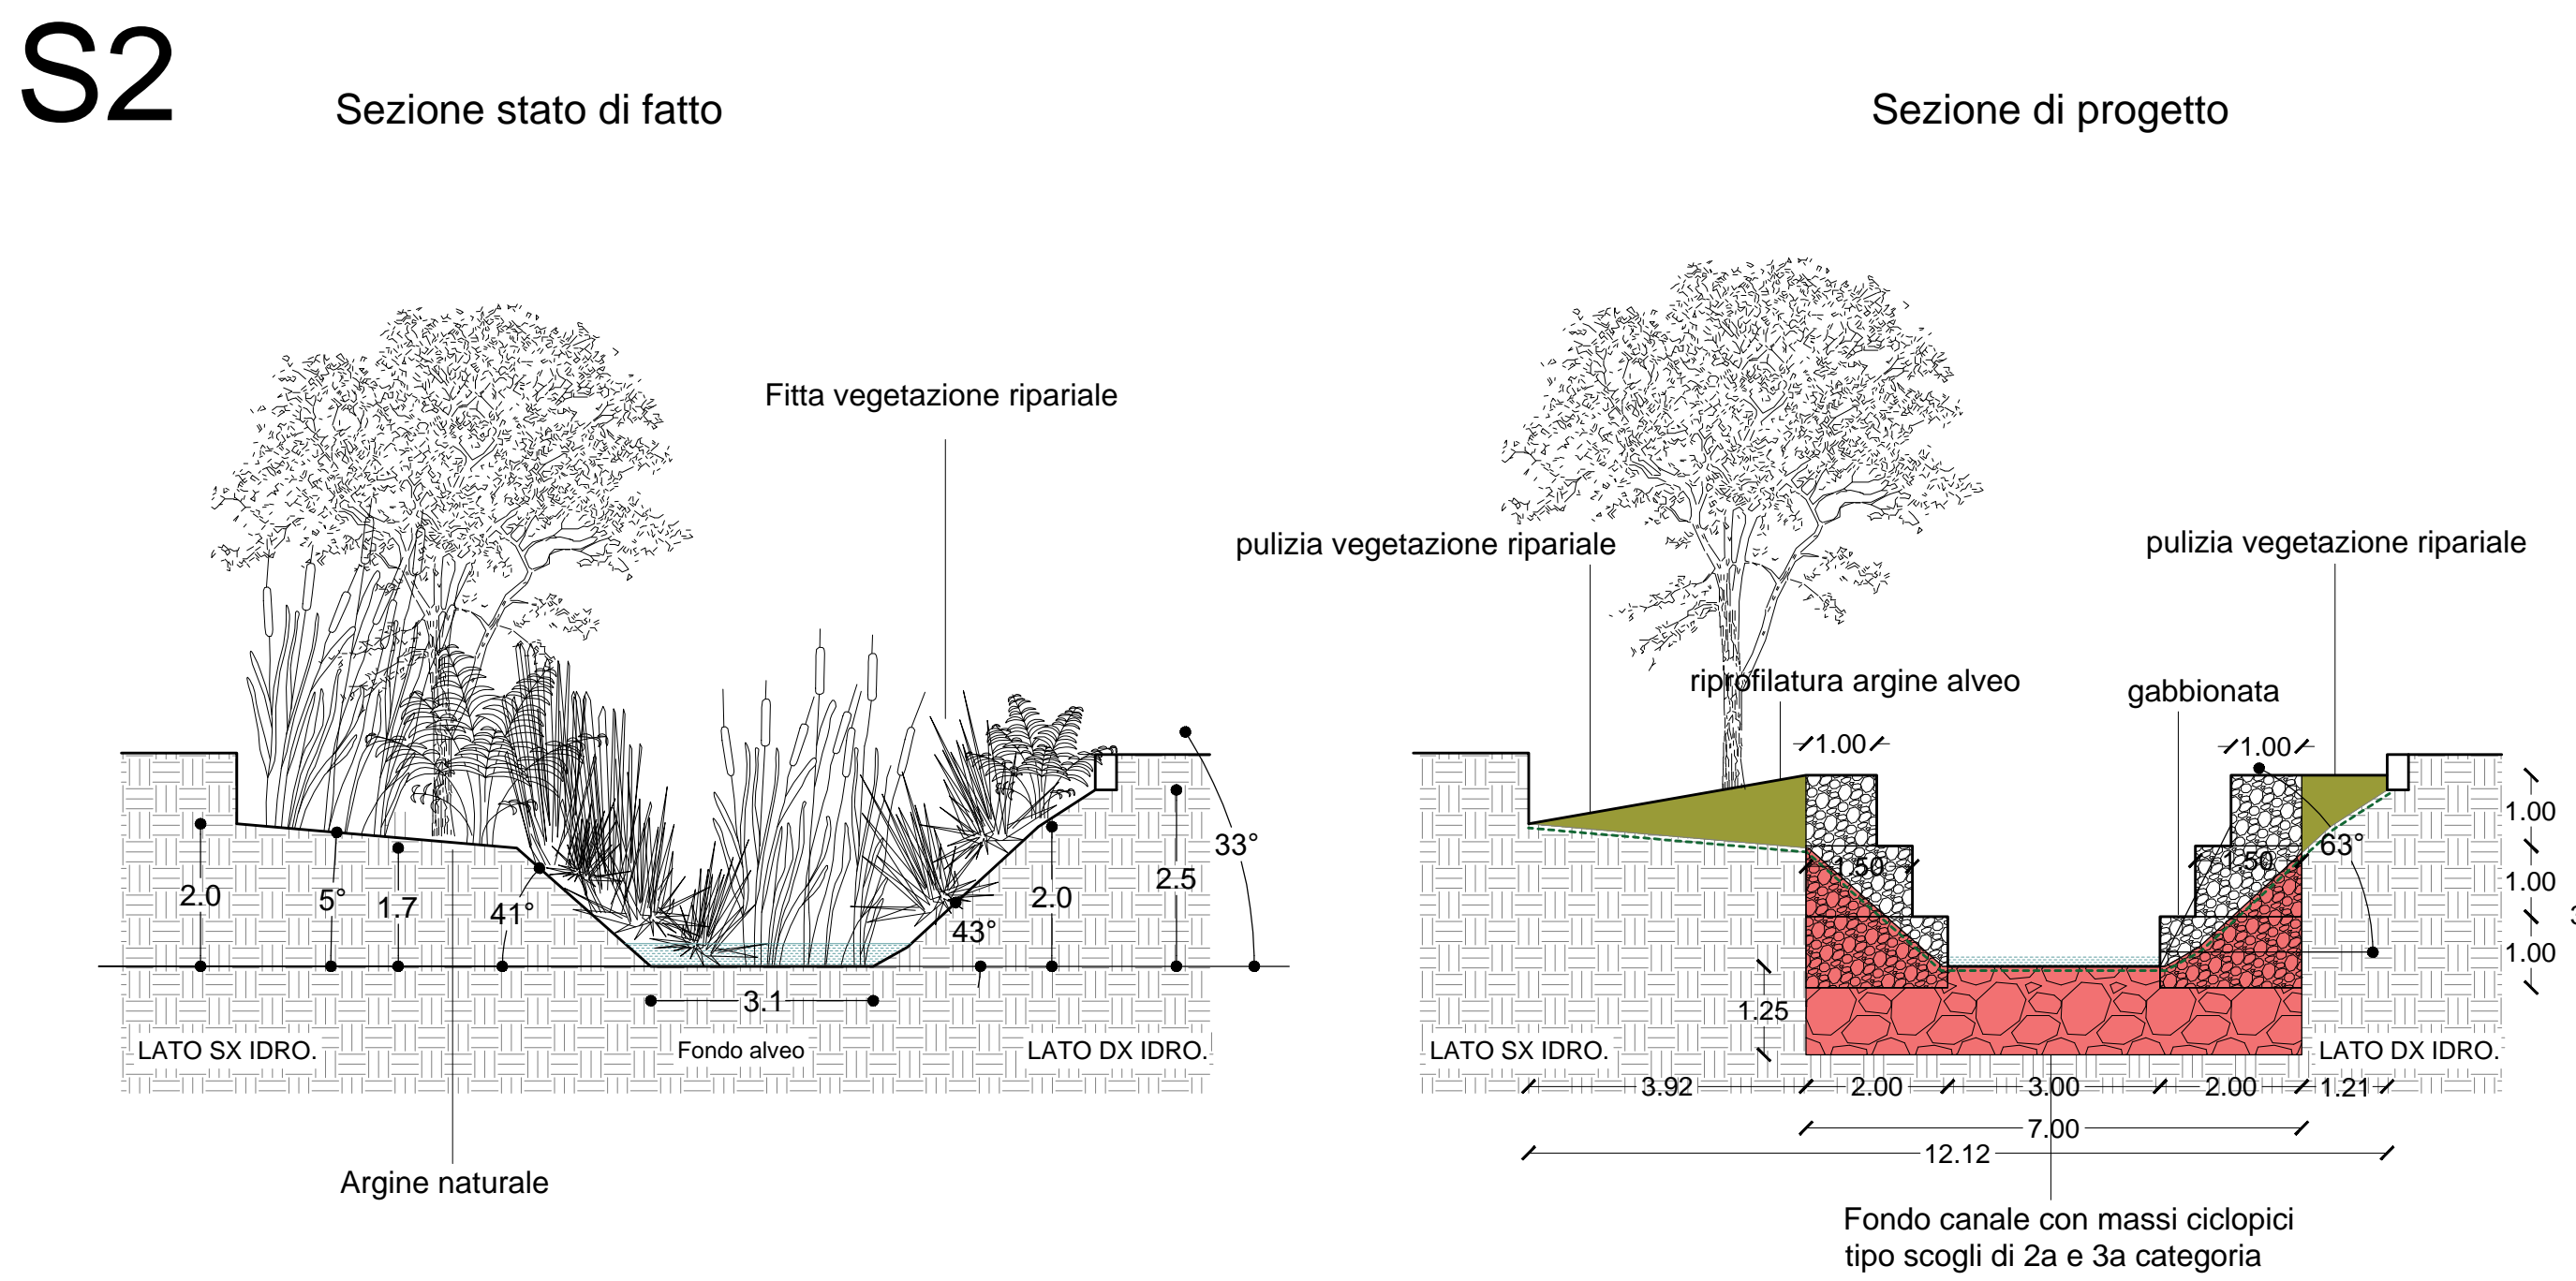 S2
Sezione stato di fatto
Sezione di progetto
Fitta vegetazione ripariale
pulizia vegetazione ripariale
pulizia vegetazione ripariale
riprofilatura argine alveo
gabbionata
1.00
1.00
2.0
5°
1.7
41°
43°
2.0
2.5
33°
3.1
1.50
1.50
63°
1.00
1.00
1.00
1.25
LATO SX IDRO.
Fondo alveo
LATO DX IDRO.
LATO SX IDRO.
LATO DX IDRO.
3.92
2.00
3.00
2.00
1.21
7.00
12.12
Argine naturale
Fondo canale con massi ciclopici
tipo scogli di 2a e 3a categoria